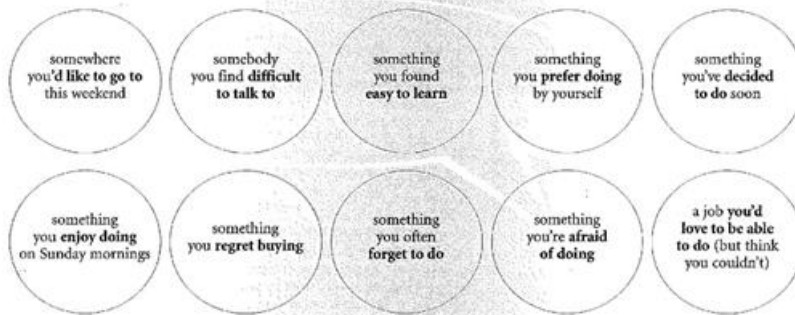 somewhere
you'd like to go to
this weekend
somebody
you find difficult
to talk to
something
you found
easy to learn
something
you prefer doing
by yourself
something
you've decided
to do soon
something
you enjoy doing
on Sunday mornings
something
you regret buying
something
you often
forget to do
something
you're afraid
of doing
a job you'd
love to be able
to do (but think
you couldn't)